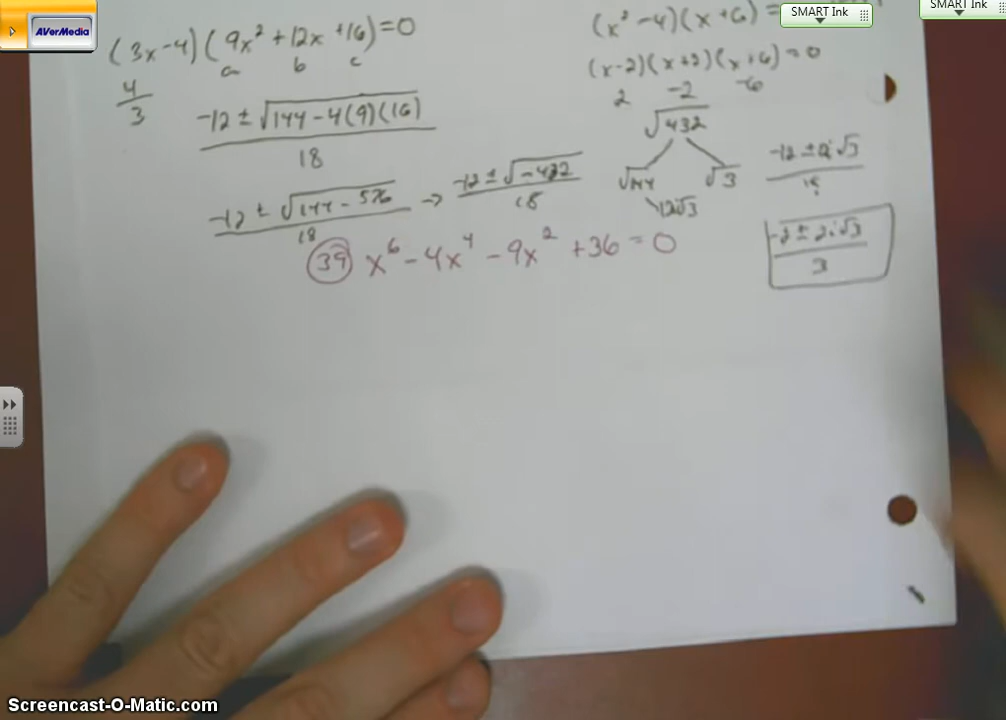 AVerMedia
SMART Ink
SMART Ink
(3x-4)(9x² + 12x + 16)=0
a b c
4/3
-12 ± √144 - 4(9)(16)
18
-12 ± √144 - 576 → -12 ± √-432
18 18
(x² - 4)(x + 6) =
(x-2)(x+2)(x+6) = 0
2 -2 -6
√432
√144 √3
12√3
-12 ± 12i√3
18
-2 ± 2i√3
3
39 x⁶ - 4x⁴ - 9x² + 36 = 0
Screencast-O-Matic.com